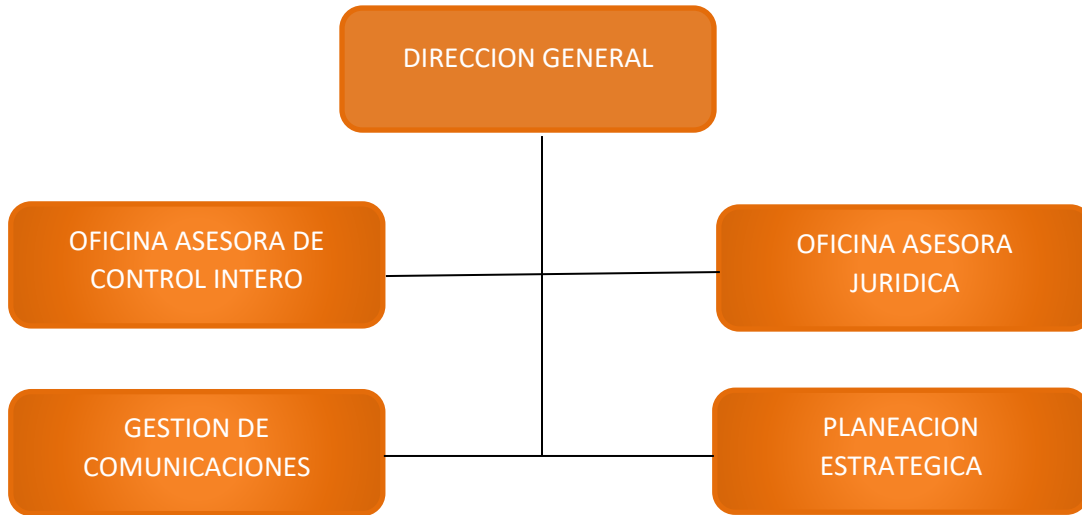 DIRECCION GENERAL
OFICINA ASESORA DE
CONTROL INTERO
OFICINA ASESORA
JURIDICA
GESTION DE
COMUNICACIONES
PLANEACION
ESTRATEGICA